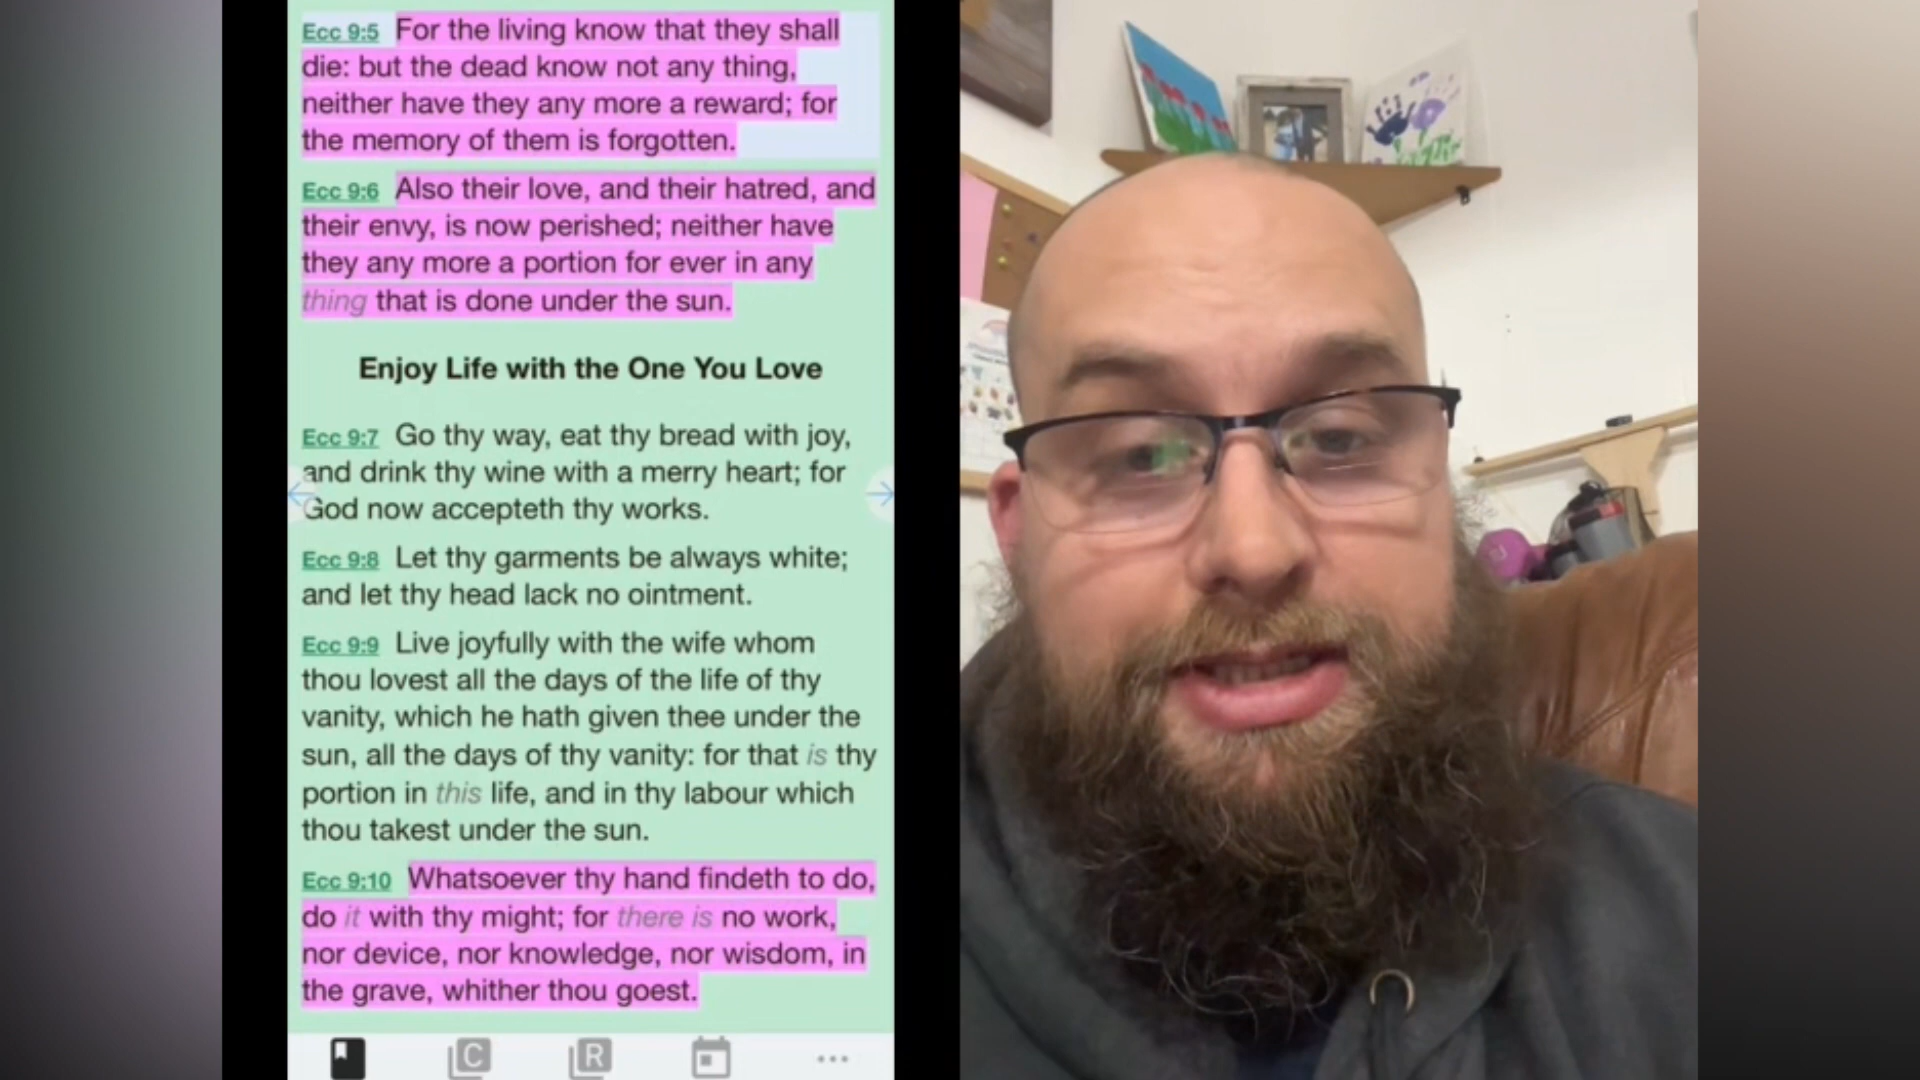 Ecc 9:5 For the living know that they shall
die: but the dead know not any thing,
neither have they any more a reward; for
the memory of them is forgotten.
Ecc 9:6 Also their love, and their hatred, and
their envy, is now perished; neither have
they any more a portion for ever in any
thing that is done under the sun.
Enjoy Life with the One You Love
Ecc 9:7 Go thy way, eat thy bread with joy,
and drink thy wine with a merry heart; for
God now accepteth thy works.
Ecc 9:8 Let thy garments be always white;
and let thy head lack no ointment.
Ecc 9:9 Live joyfully with the wife whom
thou lovest all the days of the life of thy
vanity, which he hath given thee under the
sun, all the days of thy vanity: for that is thy
portion in this life, and in thy labour which
thou takest under the sun.
Ecc 9:10 Whatsoever thy hand findeth to do,
do it with thy might; for there is no work,
nor device, nor knowledge, nor wisdom, in
the grave, whither thou goest.
C R